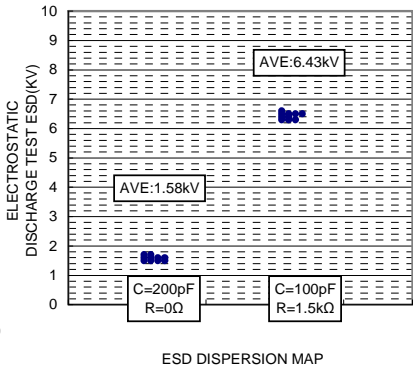 ELECTROSTATIC
DISCHARGE TEST ESD(KV)
10
9
8
7
6
5
4
3
2
1
0
AVE:6.43kV
AVE:1.58kV
C=200pF
R=0Ω
C=100pF
R=1.5kΩ
ESD DISPERSION MAP